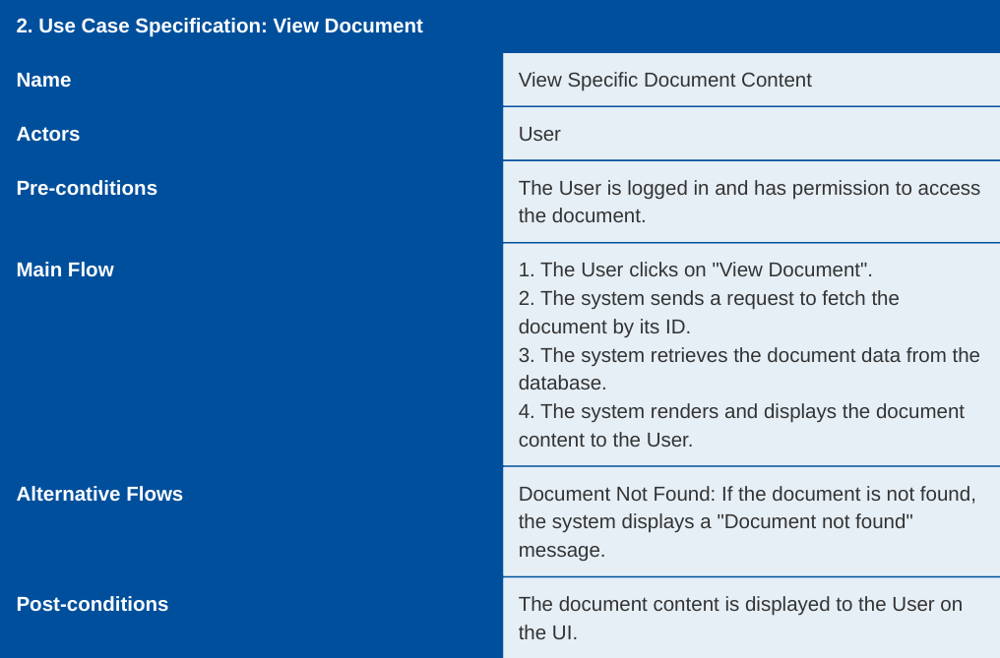 2. Use Case Specification: View Document
Name
View Specific Document Content
Actors
User
Pre-conditions
The User is logged in and has permission to access
the document.
Main Flow
1. The User clicks on "View Document".
2. The system sends a request to fetch the
document by its ID.
3. The system retrieves the document data from the
database.
4. The system renders and displays the document
content to the User.
Alternative Flows
Document Not Found: If the document is not found,
the system displays a "Document not found"
message.
Post-conditions
The document content is displayed to the User on
the UI.